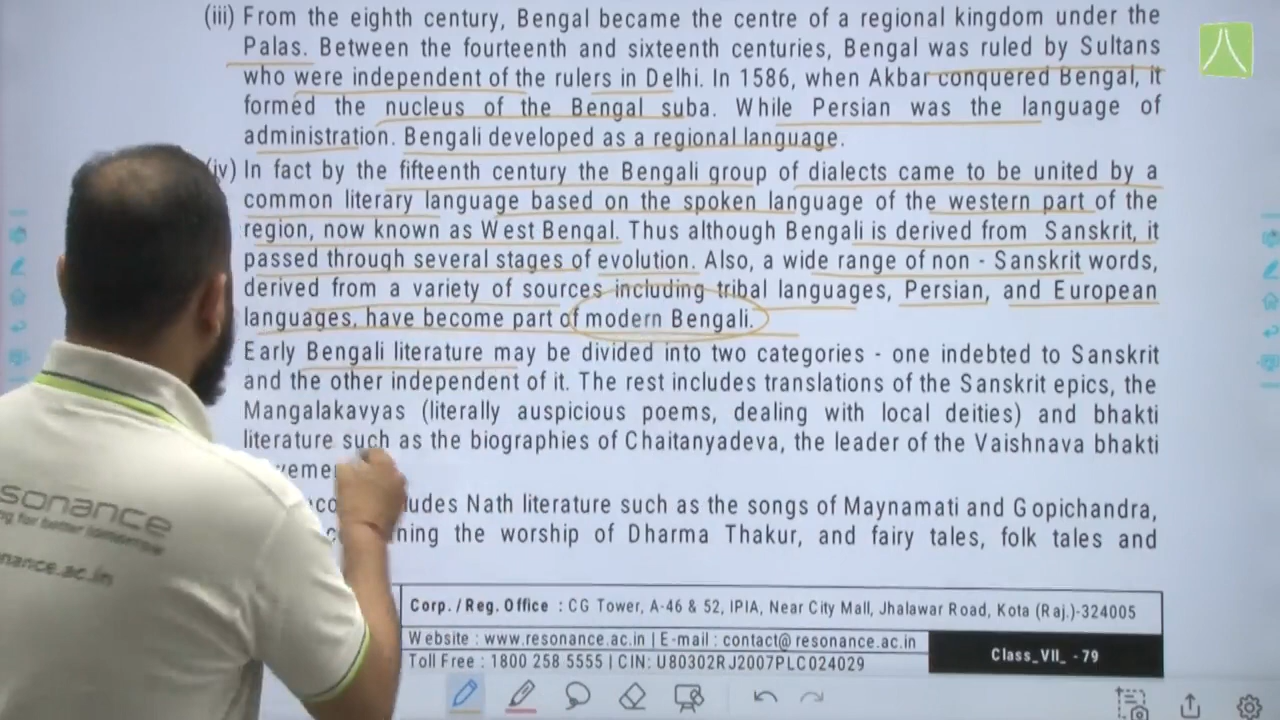 (iii) From the eighth century, Bengal became the centre of a regional kingdom under the
Palas. Between the fourteenth and sixteenth centuries, Bengal was ruled by Sultans
who were independent of the rulers in Delhi. In 1586, when Akbar conquered Bengal, it
formed the nucleus of the Bengal suba. While Persian was the language of
administration. Bengali developed as a regional language.
(iv) In fact by the fifteenth century the Bengali group of dialects came to be united by a
common literary language based on the spoken language of the western part of the
region, now known as West Bengal. Thus although Bengali is derived from Sanskrit, it
passed through several stages of evolution. Also, a wide range of non - Sanskrit words,
derived from a variety of sources including tribal languages, Persian, and European
languages, have become part of modern Bengali.
Early Bengali literature may be divided into two categories - one indebted to Sanskrit
and the other independent of it. The rest includes translations of the Sanskrit epics, the
Mangalakavyas (literally auspicious poems, dealing with local deities) and bhakti
literature such as the biographies of Chaitanyadeva, the leader of the Vaishnava bhakti
Nath literature such as the songs of Maynamati and Gopichandra,
the worship of Dharma Thakur, and fairy tales, folk tales and
Corp. / Reg. Office : CG Tower, A-46 & 52, IPIA, Near City Mall, Jhalawar Road, Kota (Raj.)-324005
Website : www.resonance.ac.in | E-mail : contact@resonance.ac.in
Toll Free : 1800 258 5555 | CIN: U80302RJ2007PLC024029
Class_VII_ - 79